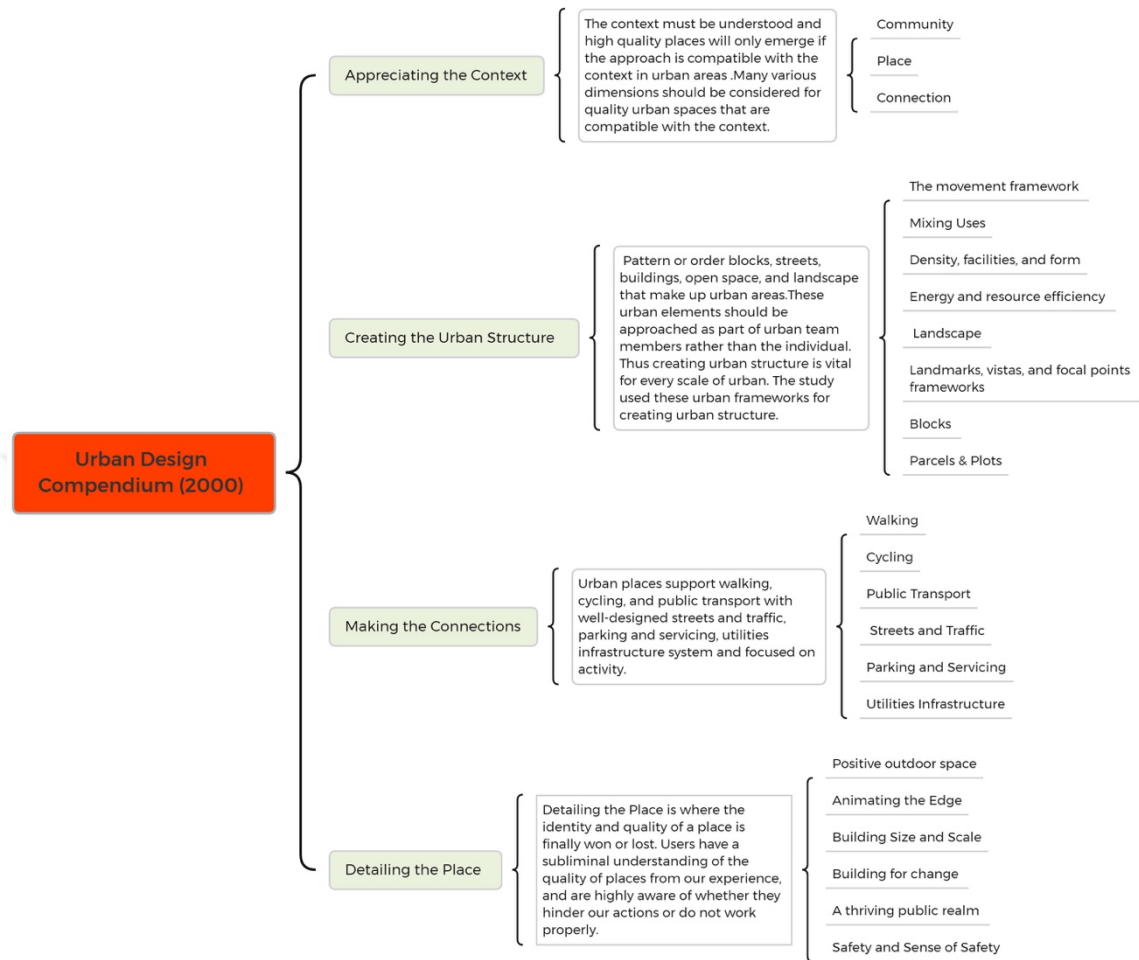 Urban Design
Compendium (2000)
Appreciating the Context
The context must be understood and
high quality places will only emerge if
the approach is compatible with the
context in urban areas .Many various
dimensions should be considered for
quality urban spaces that are
compatible with the context.
Community
Place
Connection
Creating the Urban Structure
Pattern or order blocks, streets,
buildings, open space, and landscape
that make up urban areas.These
urban elements should be
approached as part of urban team
members rather than the individual.
Thus creating urban structure is vital
for every scale of urban. The study
used these urban frameworks for
creating urban structure.
The movement framework
Mixing Uses
Density, facilities, and form
Energy and resource efficiency
Landscape
Landmarks, vistas, and focal points
frameworks
Blocks
Parcels & Plots
Making the Connections
Urban places support walking,
cycling, and public transport with
well-designed streets and traffic,
parking and servicing, utilities
infrastructure system and focused on
activity.
Walking
Cycling
Public Transport
Streets and Traffic
Parking and Servicing
Utilities Infrastructure
Detailing the Place
Detailing the Place is where the
identity and quality of a place is
finally won or lost. Users have a
subliminal understanding of the
quality of places from our experience,
and are highly aware of whether they
hinder our actions or do not work
properly.
Positive outdoor space
Animating the Edge
Building Size and Scale
Building for change
A thriving public realm
Safety and Sense of Safety